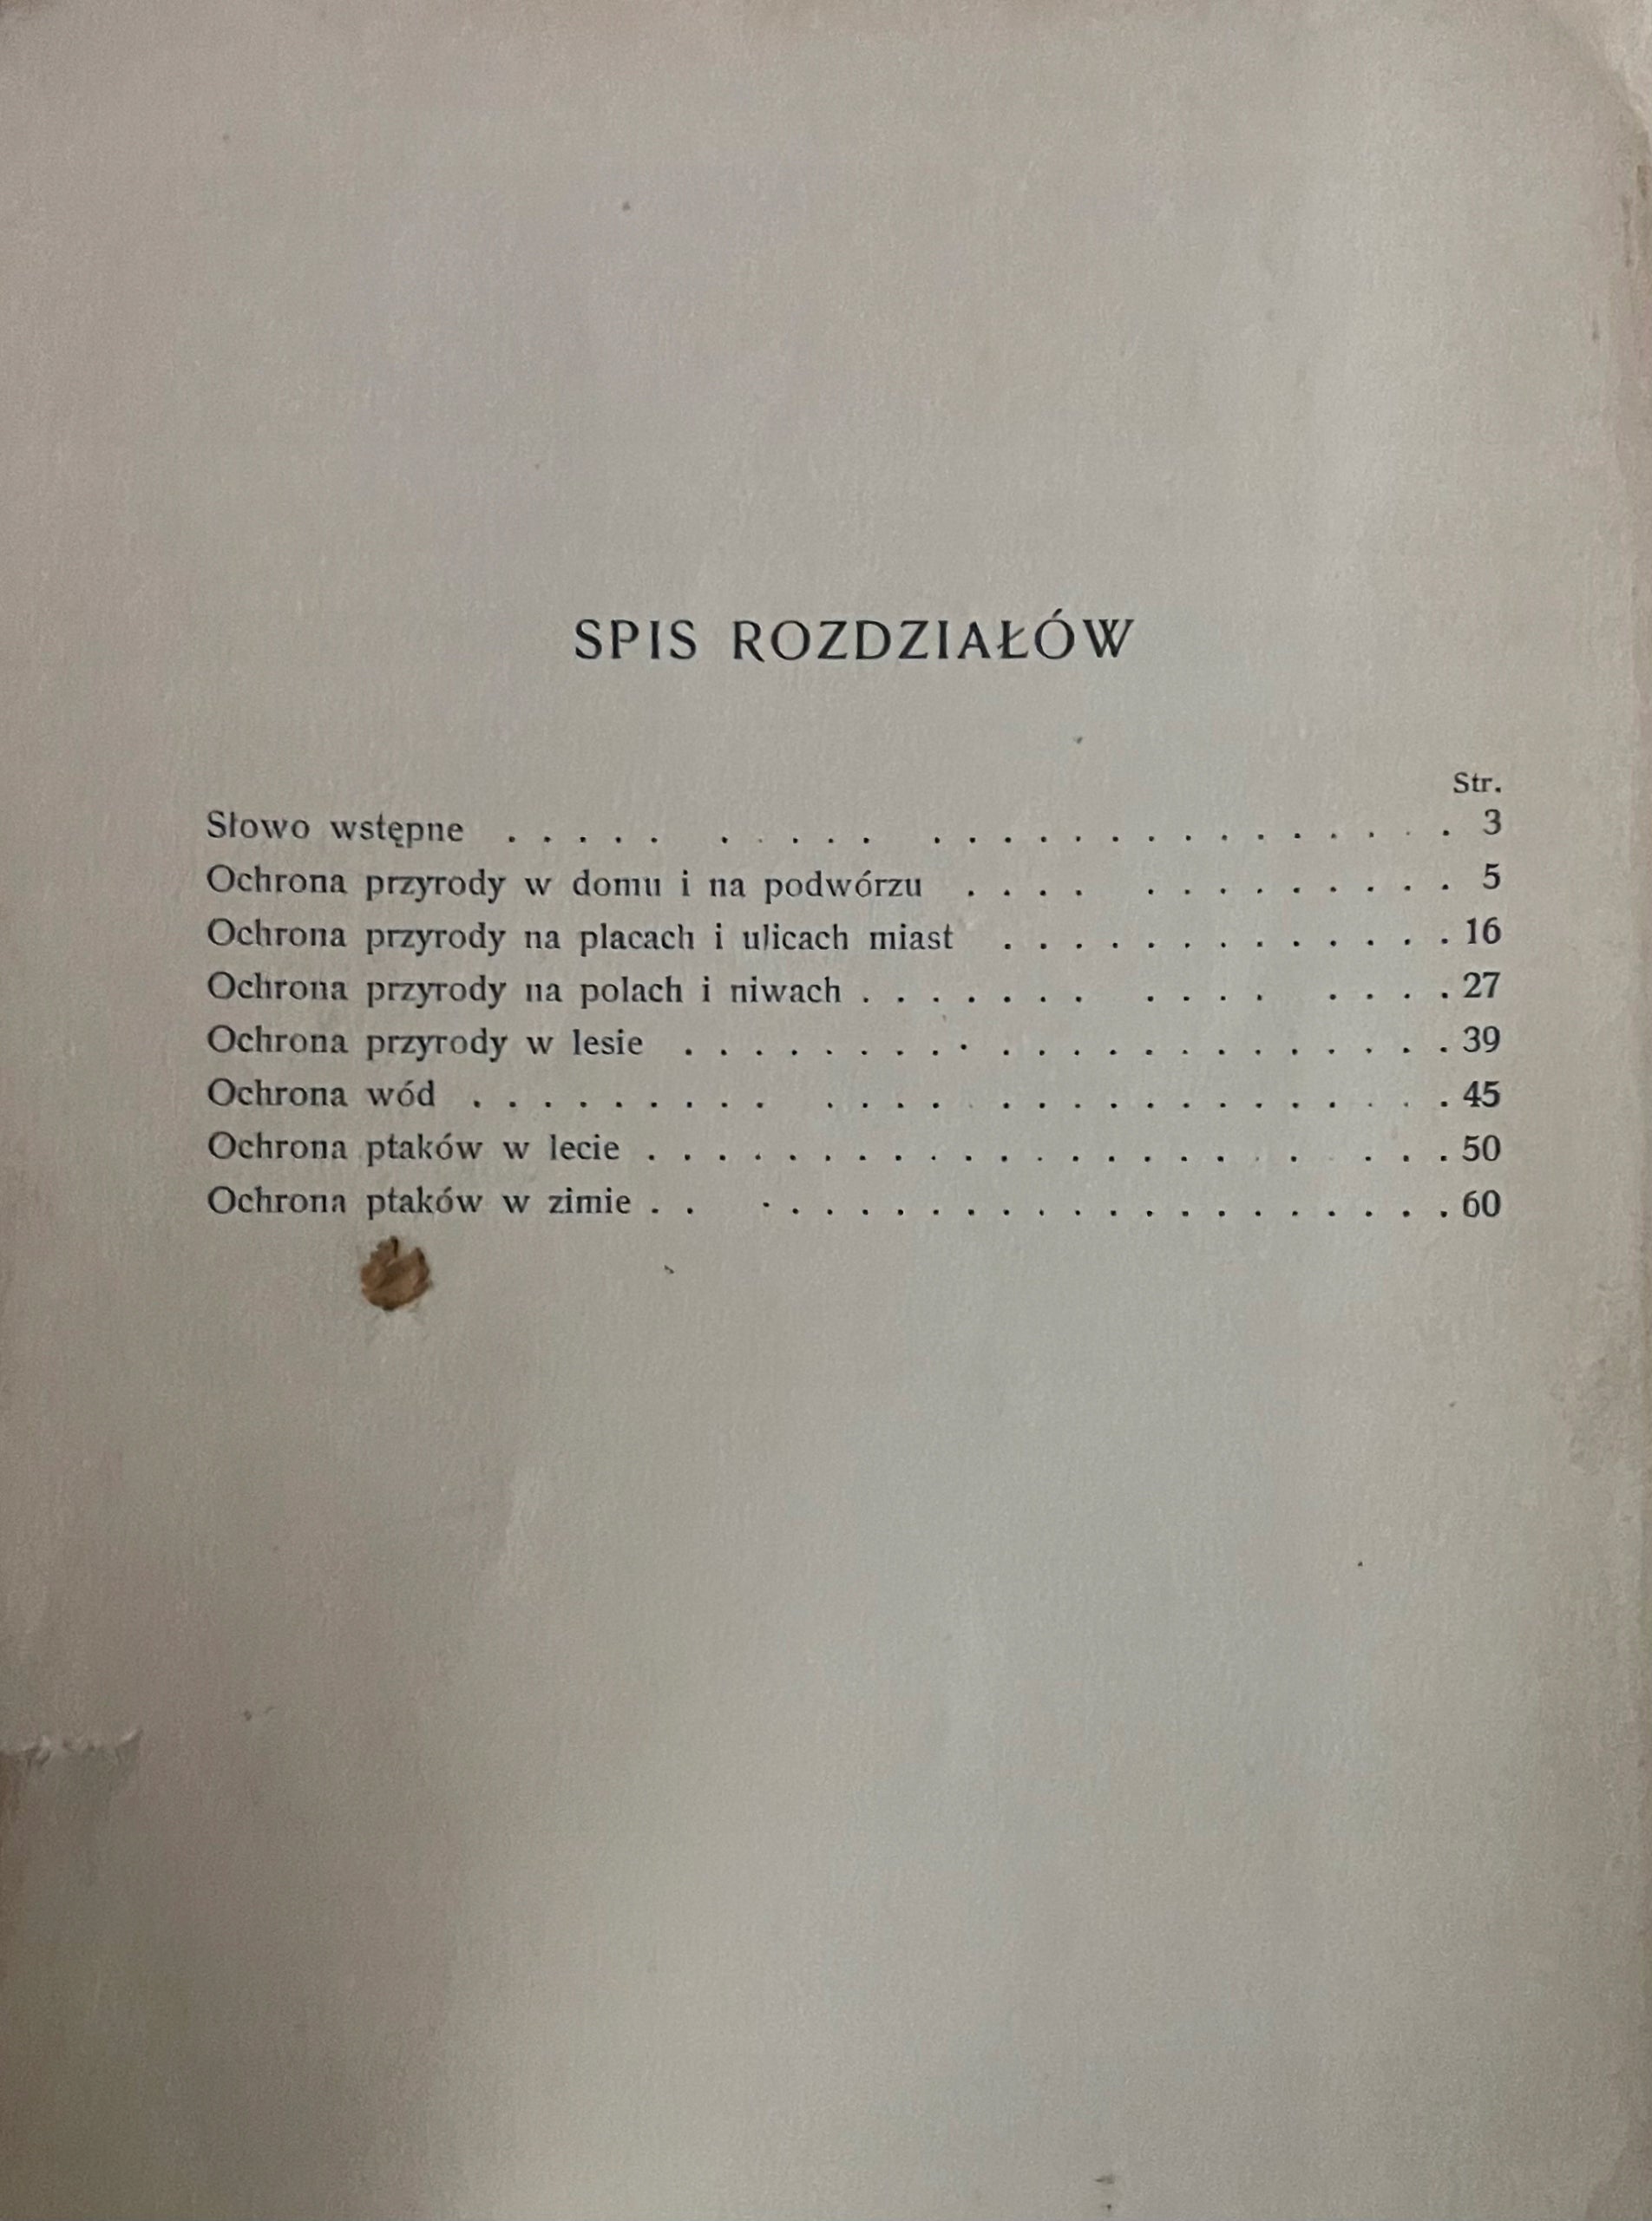 SPIS ROZDZIAŁÓW
Str.
Słowo wstępne . . . . . . . . . . . . . . . . . . . . . . . . . 3
Ochrona przyrody w domu i na podwórzu . . . . . . . . . . . . . 5
Ochrona przyrody na placach i ulicach miast . . . . . . . . . . . . . 16
Ochrona przyrody na polach i niwach . . . . . . . . . . . . . . . 27
Ochrona przyrody w lesie . . . . . . . . . . . . . . . . . . . . . . 39
Ochrona wód . . . . . . . . . . . . . . . . . . . . . . . . . . 45
Ochrona ptaków w lecie . . . . . . . . . . . . . . . . . . . . . . 50
Ochrona ptaków w zimie . . . . . . . . . . . . . . . . . . . . . . 60